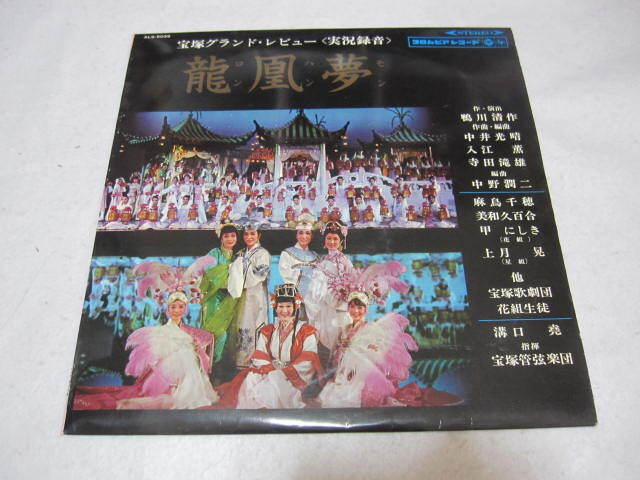 ALS-5039
宝塚グランド・レビュー〈実況録音〉
コロムビア レコード
STEREO
龍凰夢
ロンハンモン
作・演出
鴨川清作
作曲・編曲
中井光晴
入江 薫
寺田滝雄
編曲
中野潤二
麻鳥千穂
美和久百合
甲 にしき
(花組)
上月 晃
(星組)
他
宝塚歌劇団
花組生徒
溝口 堯
指揮
宝塚管弦楽団